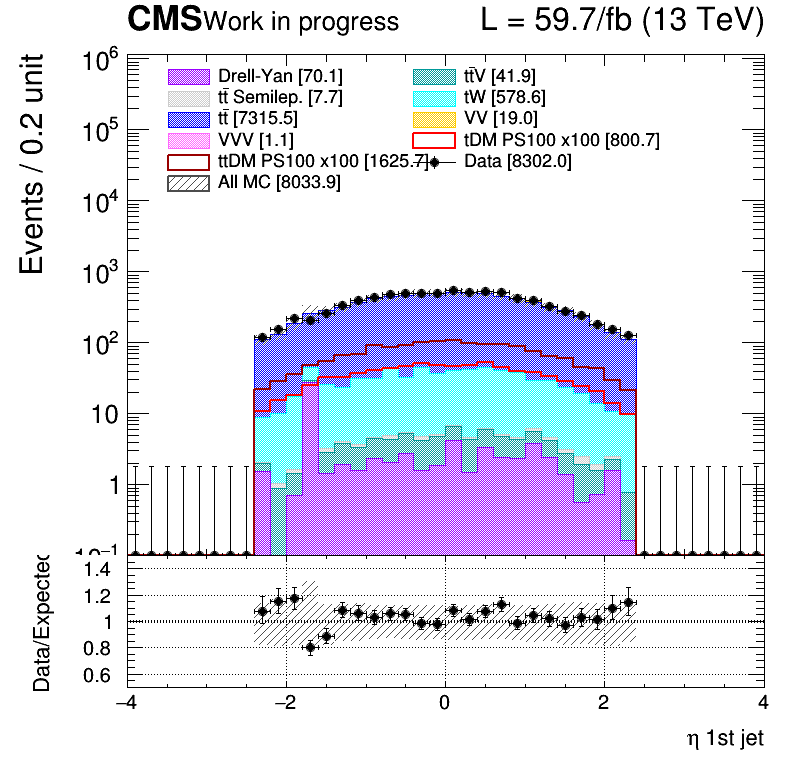 CMS Work in progress L = 59.7/fb (13 TeV)
Events / 0.2 unit
10⁶
10⁵
10⁴
10³
10²
10
1
10⁻¹
Drell-Yan [70.1] tt̄V [41.9]
tt̄ Semilep. [7.7] tW [578.6]
tt̄ [7315.5] VV [19.0]
VVV [1.1] tDM PS100 x100 [800.7]
ttDM PS100 x100 [1625.7] Data [8302.0]
All MC [8033.9]
Data/Expected
1.4
1.2
1
0.8
0.6
−4 −2 0 2 4
η 1st jet